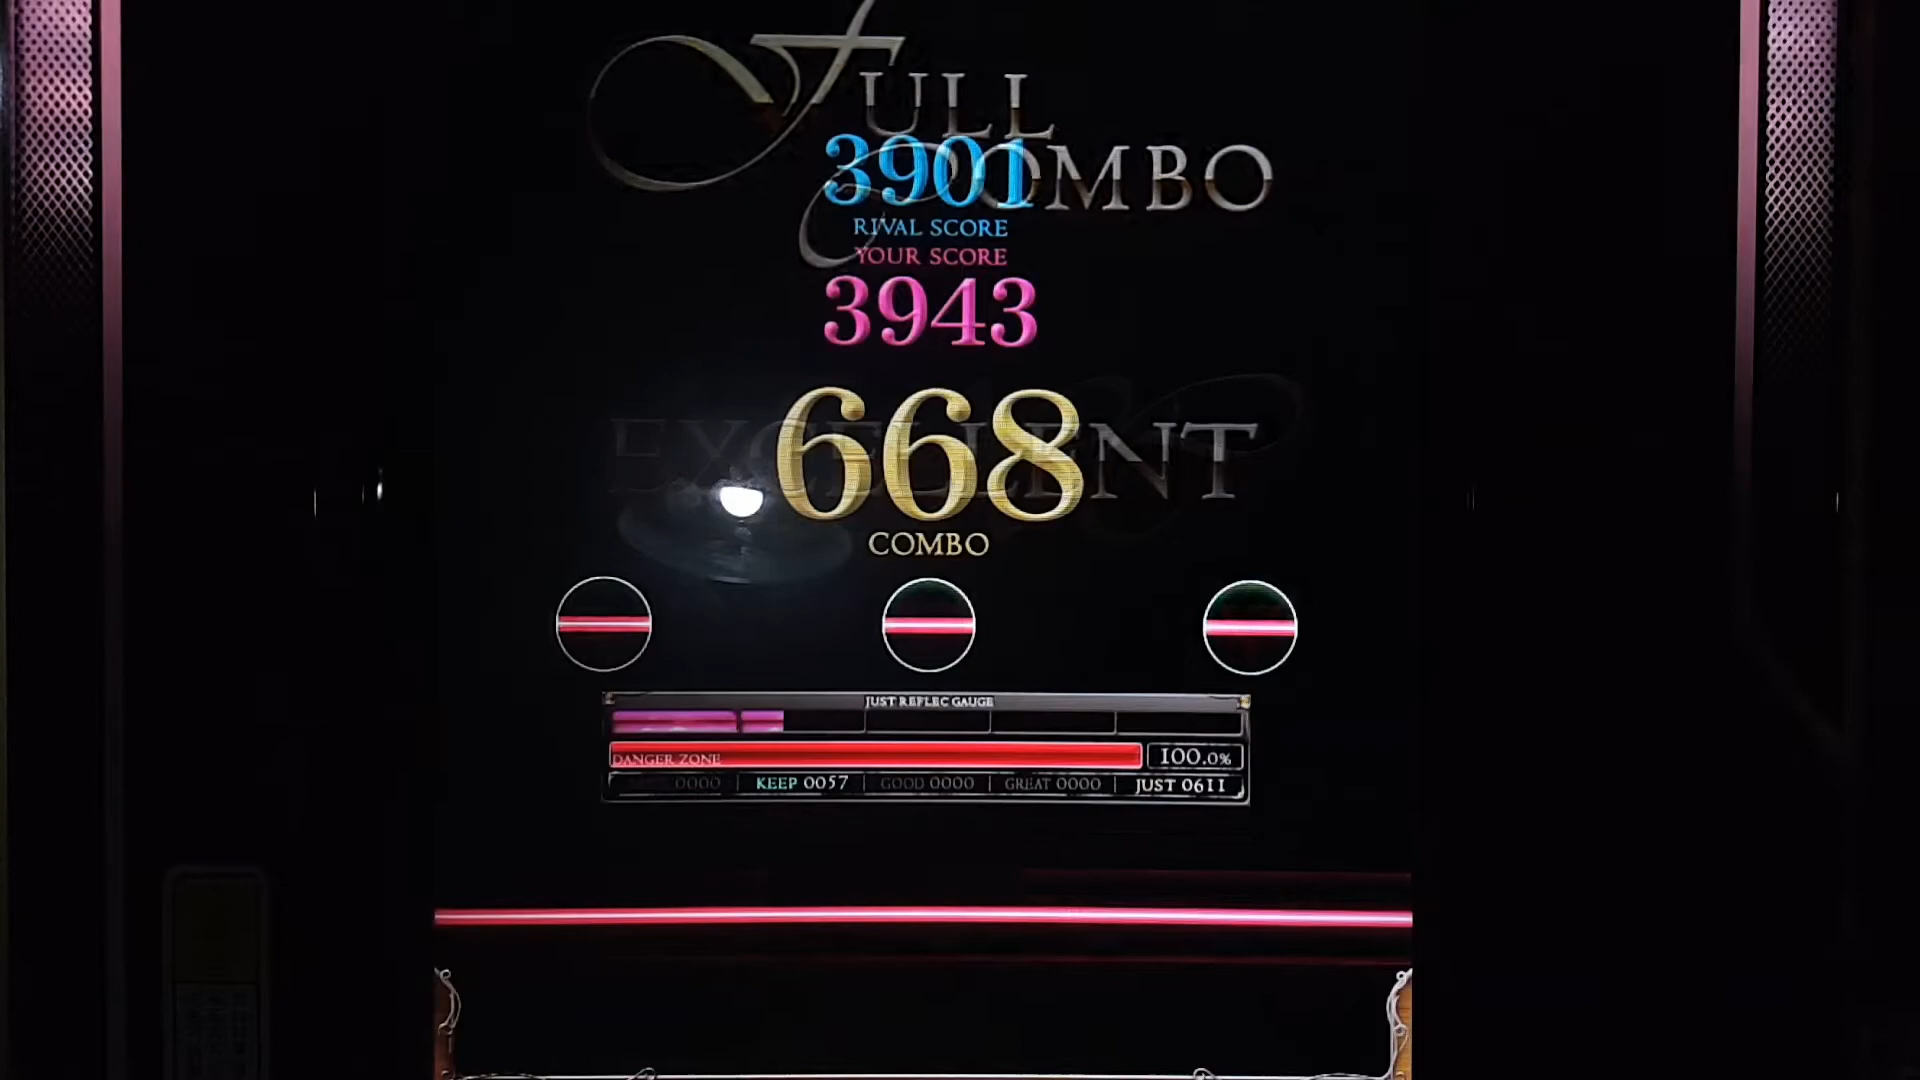 FULL
COMBO
3901
RIVAL SCORE
YOUR SCORE
3943
EXCELLENT
668
COMBO
JUST REFLEC GAUGE
DANGER ZONE
100.0%
0000 KEEP 0057 GOOD 0000 GREAT 0000 JUST 0611